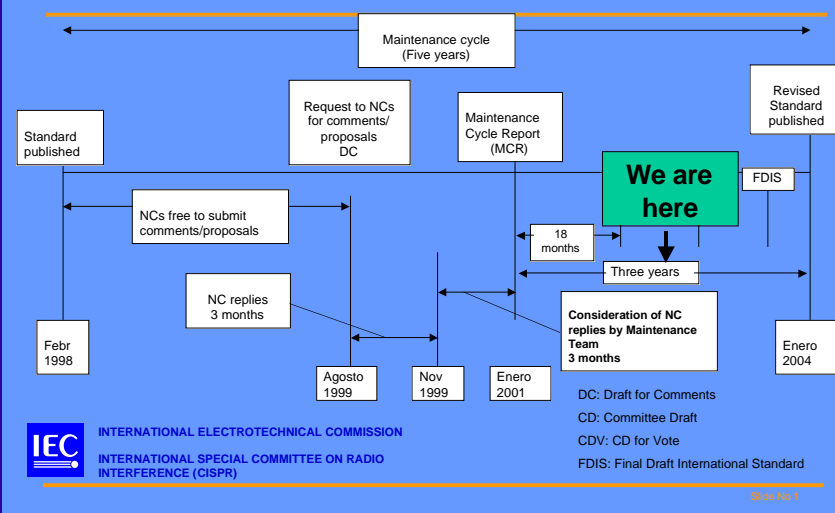 Maintenance cycle
(Five years)
Standard
published
Request to NCs
for comments/
proposals
DC
Maintenance
Cycle Report
(MCR)
Revised
Standard
published
We are
here
FDIS
NCs free to submit
comments/proposals
18
months
Three years
NC replies
3 months
Consideration of NC
replies by Maintenance
Team
3 months
Febr
1998
Agosto
1999
Nov
1999
Enero
2001
Enero
2004
DC: Draft for Comments
CD: Committee Draft
CDV: CD for Vote
FDIS: Final Draft International Standard
IEC
INTERNATIONAL ELECTROTECHNICAL COMMISSION
INTERNATIONAL SPECIAL COMMITTEE ON RADIO
INTERFERENCE (CISPR)
Slide No 1